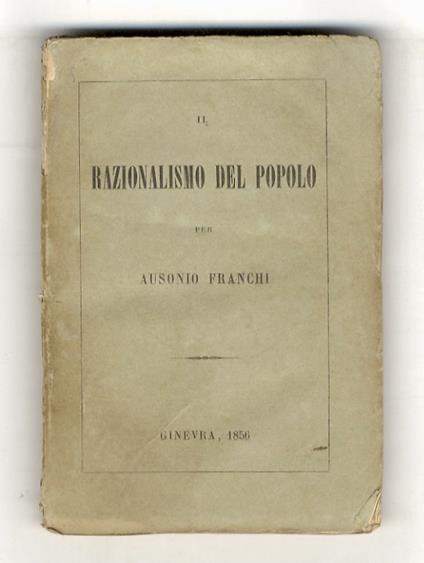 IL
RAZIONALISMO DEL POPOLO
PER
AUSONIO FRANCHI
GINEVRA, 1856